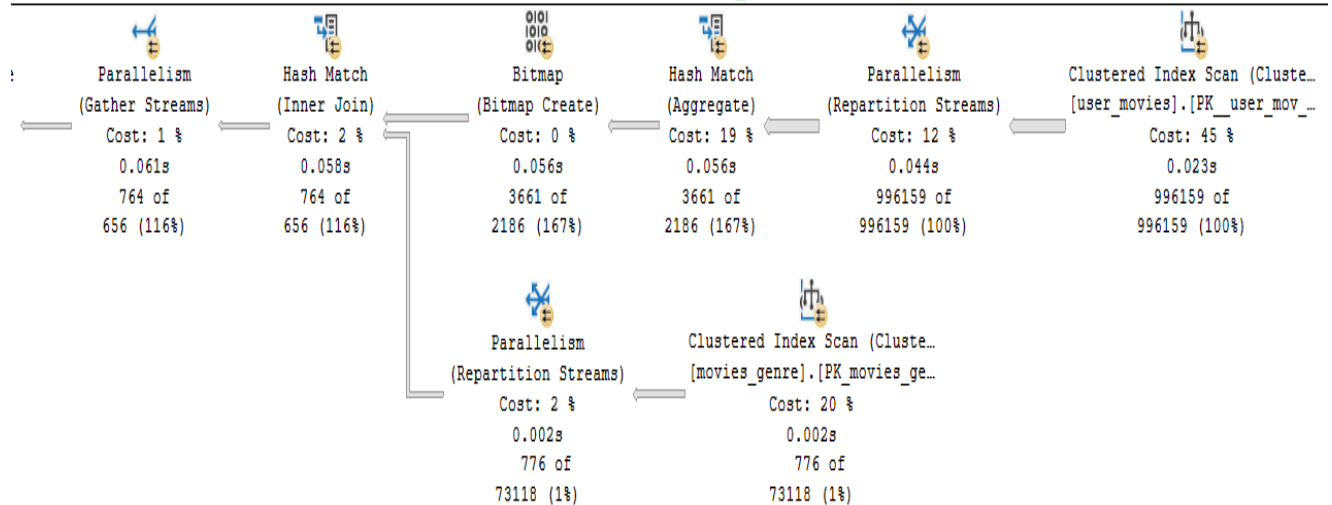 Parallelism
(Gather Streams)
Cost: 1 %
0.061s
764 of
656 (116%)
Hash Match
(Inner Join)
Cost: 2 %
0.058s
764 of
656 (116%)
Bitmap
(Bitmap Create)
Cost: 0 %
0.056s
3661 of
2186 (167%)
Hash Match
(Aggregate)
Cost: 19 %
0.056s
3661 of
2186 (167%)
Parallelism
(Repartition Streams)
Cost: 12 %
0.044s
996159 of
996159 (100%)
Clustered Index Scan (Cluste…
[user_movies].[PK__user_mov_…
Cost: 45 %
0.023s
996159 of
996159 (100%)
Parallelism
(Repartition Streams)
Cost: 2 %
0.002s
776 of
73118 (1%)
Clustered Index Scan (Cluste…
[movies_genre].[PK_movies_ge…
Cost: 20 %
0.002s
776 of
73118 (1%)